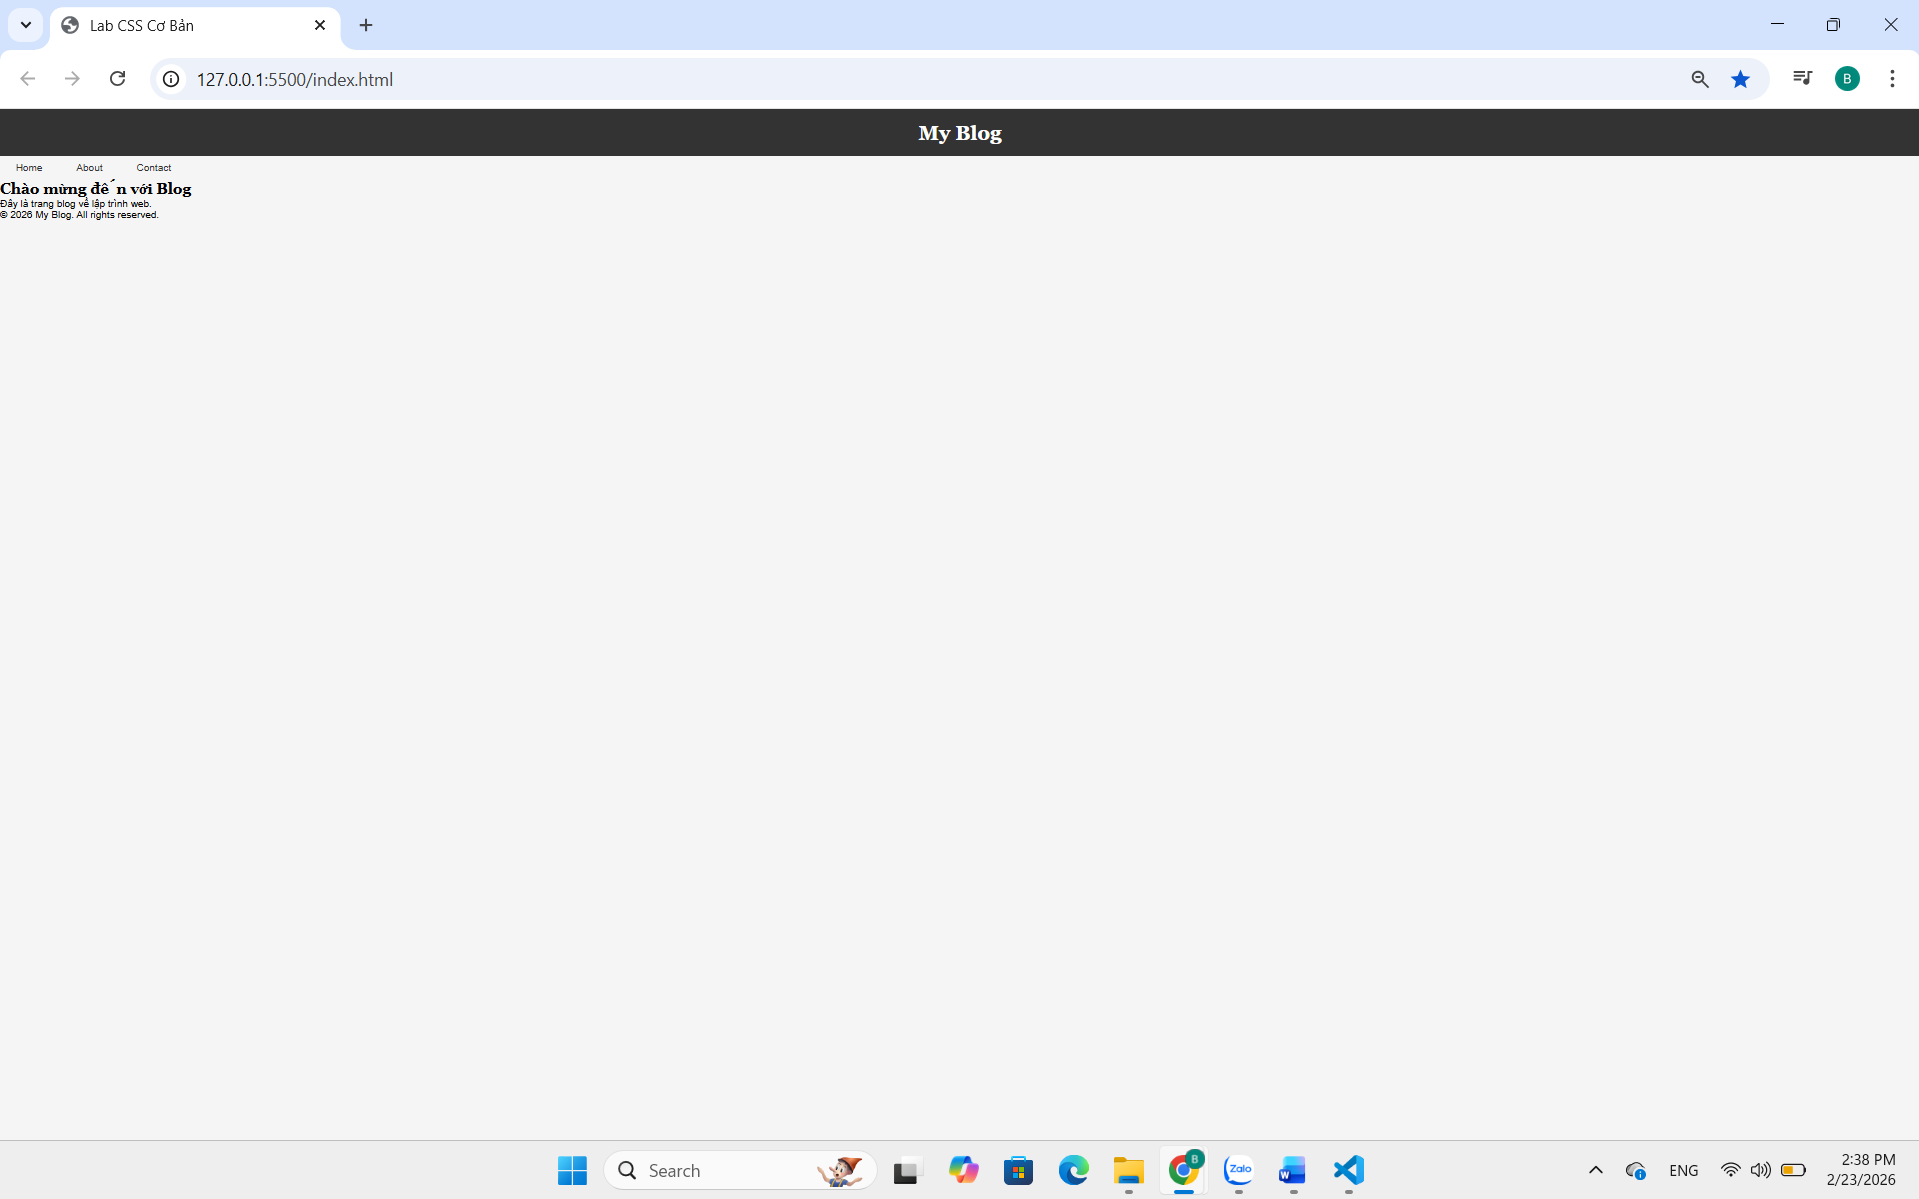 Lab CSS Cơ Bản
127.0.0.1:5500/index.html
B
My Blog
Home About Contact
Chào mừng đến với Blog
Đây là trang blog về lập trình web.
© 2026 My Blog. All rights reserved.
Search
B
Zalo
W
ENG
2:38 PM
2/23/2026